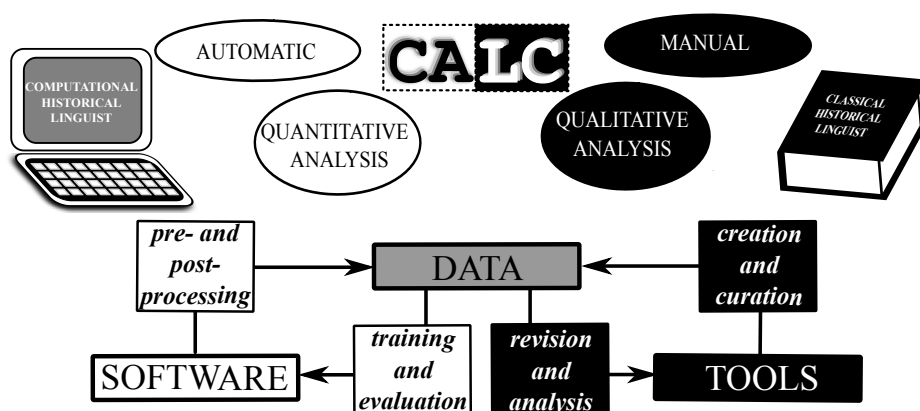 AUTOMATIC
CALC
MANUAL
COMPUTATIONAL
HISTORICAL
LINGUIST
QUANTITATIVE
ANALYSIS
QUALITATIVE
ANALYSIS
CLASSICAL
HISTORICAL
LINGUIST
pre- and
post-
processing
DATA
creation
and
curation
training
and
evaluation
revision
and
analysis
SOFTWARE
TOOLS